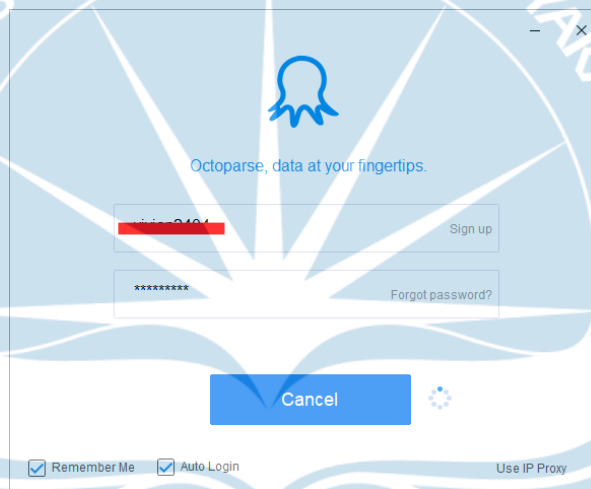 Octoparse, data at your fingertips.
Sign up
*********
Forgot password?
Cancel
Remember Me
Auto Login
Use IP Proxy